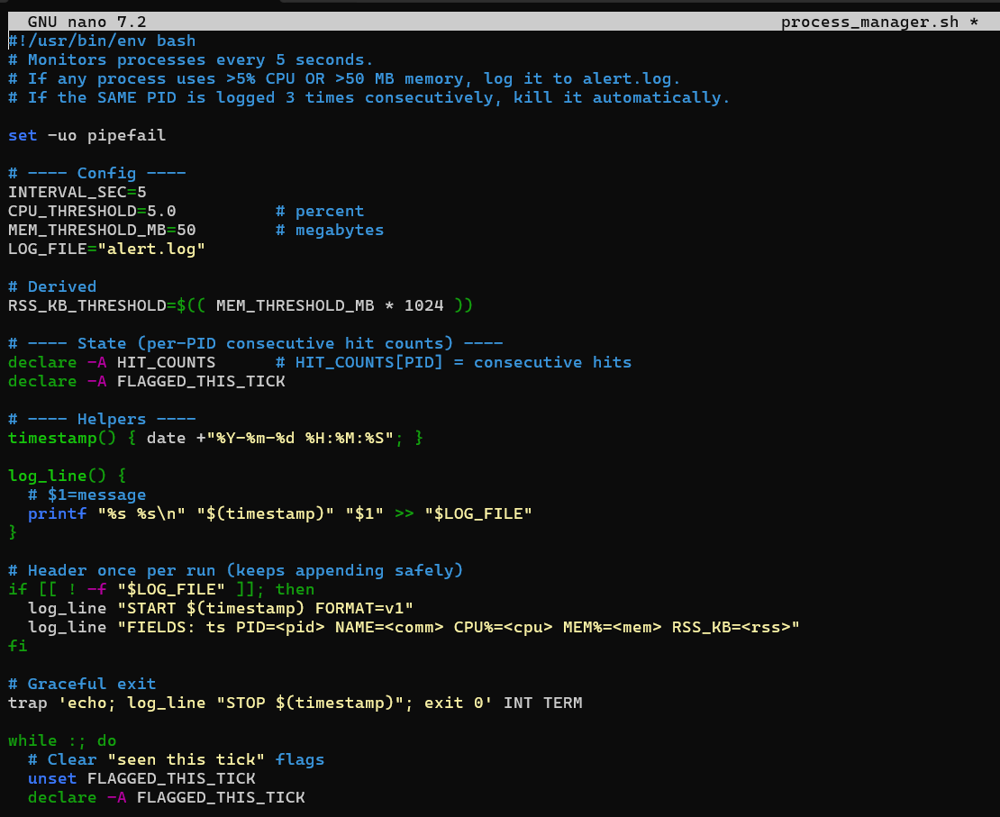 GNU nano 7.2 process_manager.sh *
#!/usr/bin/env bash
# Monitors processes every 5 seconds.
# If any process uses >5% CPU OR >50 MB memory, log it to alert.log.
# If the SAME PID is logged 3 times consecutively, kill it automatically.

set -uo pipefail

# ---- Config ----
INTERVAL_SEC=5
CPU_THRESHOLD=5.0          # percent
MEM_THRESHOLD_MB=50        # megabytes
LOG_FILE="alert.log"

# Derived
RSS_KB_THRESHOLD=$(( MEM_THRESHOLD_MB * 1024 ))

# ---- State (per-PID consecutive hit counts) ----
declare -A HIT_COUNTS      # HIT_COUNTS[PID] = consecutive hits
declare -A FLAGGED_THIS_TICK

# ---- Helpers ----
timestamp() { date +"%Y-%m-%d %H:%M:%S"; }

log_line() {
  # $1=message
  printf "%s %s\n" "$(timestamp)" "$1" >> "$LOG_FILE"
}

# Header once per run (keeps appending safely)
if [[ ! -f "$LOG_FILE" ]]; then
  log_line "START $(timestamp) FORMAT=v1"
  log_line "FIELDS: ts PID=<pid> NAME=<comm> CPU%=<cpu> MEM%=<mem> RSS_KB=<rss>"
fi

# Graceful exit
trap 'echo; log_line "STOP $(timestamp)"; exit 0' INT TERM

while :; do
  # Clear "seen this tick" flags
  unset FLAGGED_THIS_TICK
  declare -A FLAGGED_THIS_TICK